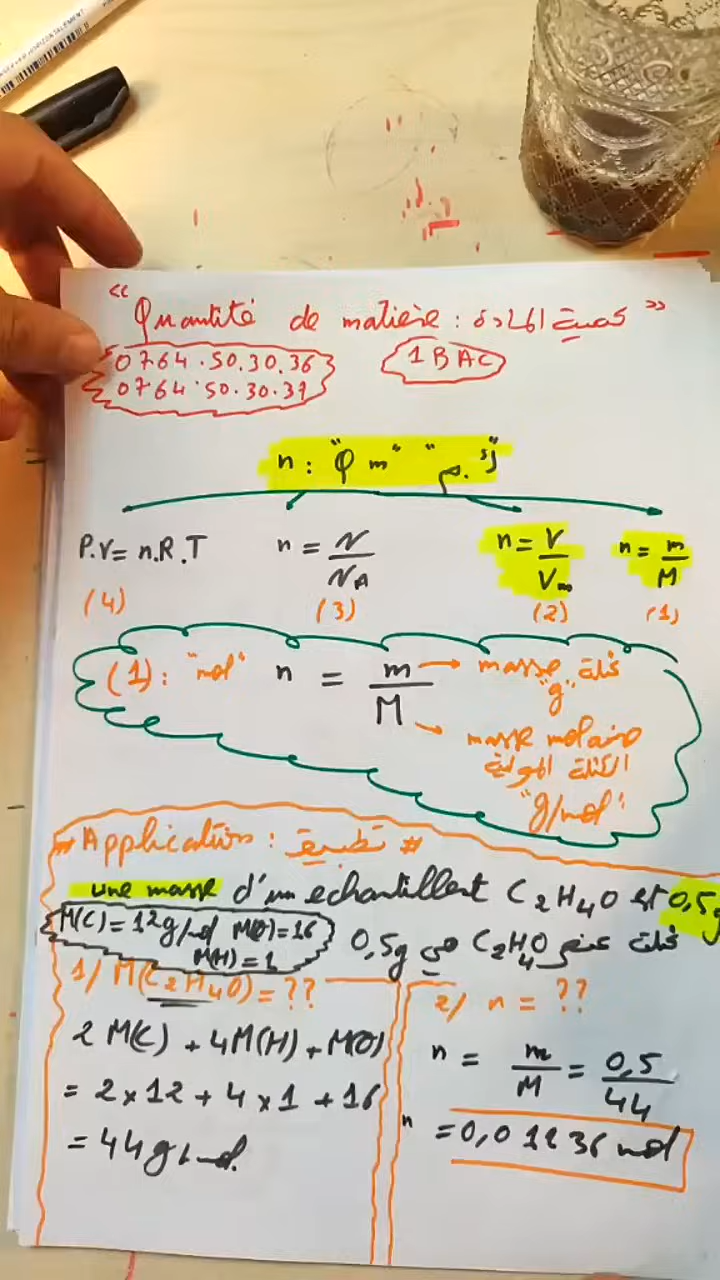 " Quantité de matière : كمية المادة "
0764.50.30.36
0764.50.30.37
1 BAC
n : "Q m" "ك.م"
P.V = n.R.T
(4)
n = N / NA
(3)
n = V / Vm
(2)
n = m / M
(1)
(1) : "mol" n = m / M
masse كتلة
"g"
masse molaire
الكتلة المولية
"g/mol"
# Application : تطبيق #
une masse d'un echantillent C2H4O est 0,5g
كتلة عينة C2H4O هي 0,5g
M(C) = 12g/mol M(O) = 16
M(H) = 1
1/ M(C2H4O) = ??
2 M(C) + 4M(H) + M(O)
= 2 × 12 + 4 × 1 + 16
= 44g/mol.
2/ n = ??
n = m / M = 0,5 / 44
n = 0,01136 mol